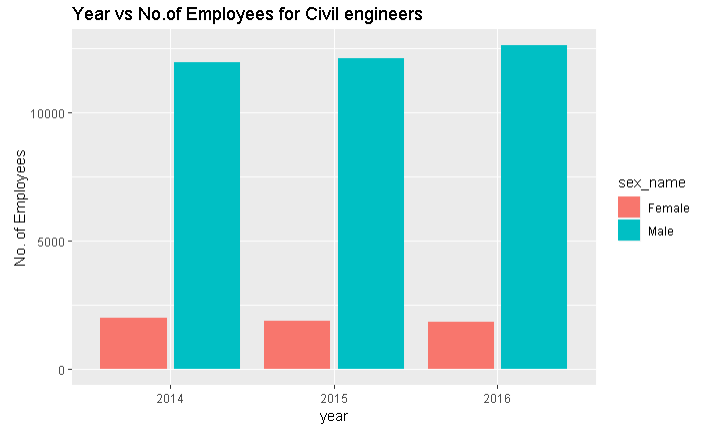 Year vs No.of Employees for Civil engineers
No. of Employees
10000
5000
0
2014
2015
2016
year
sex_name
Female
Male